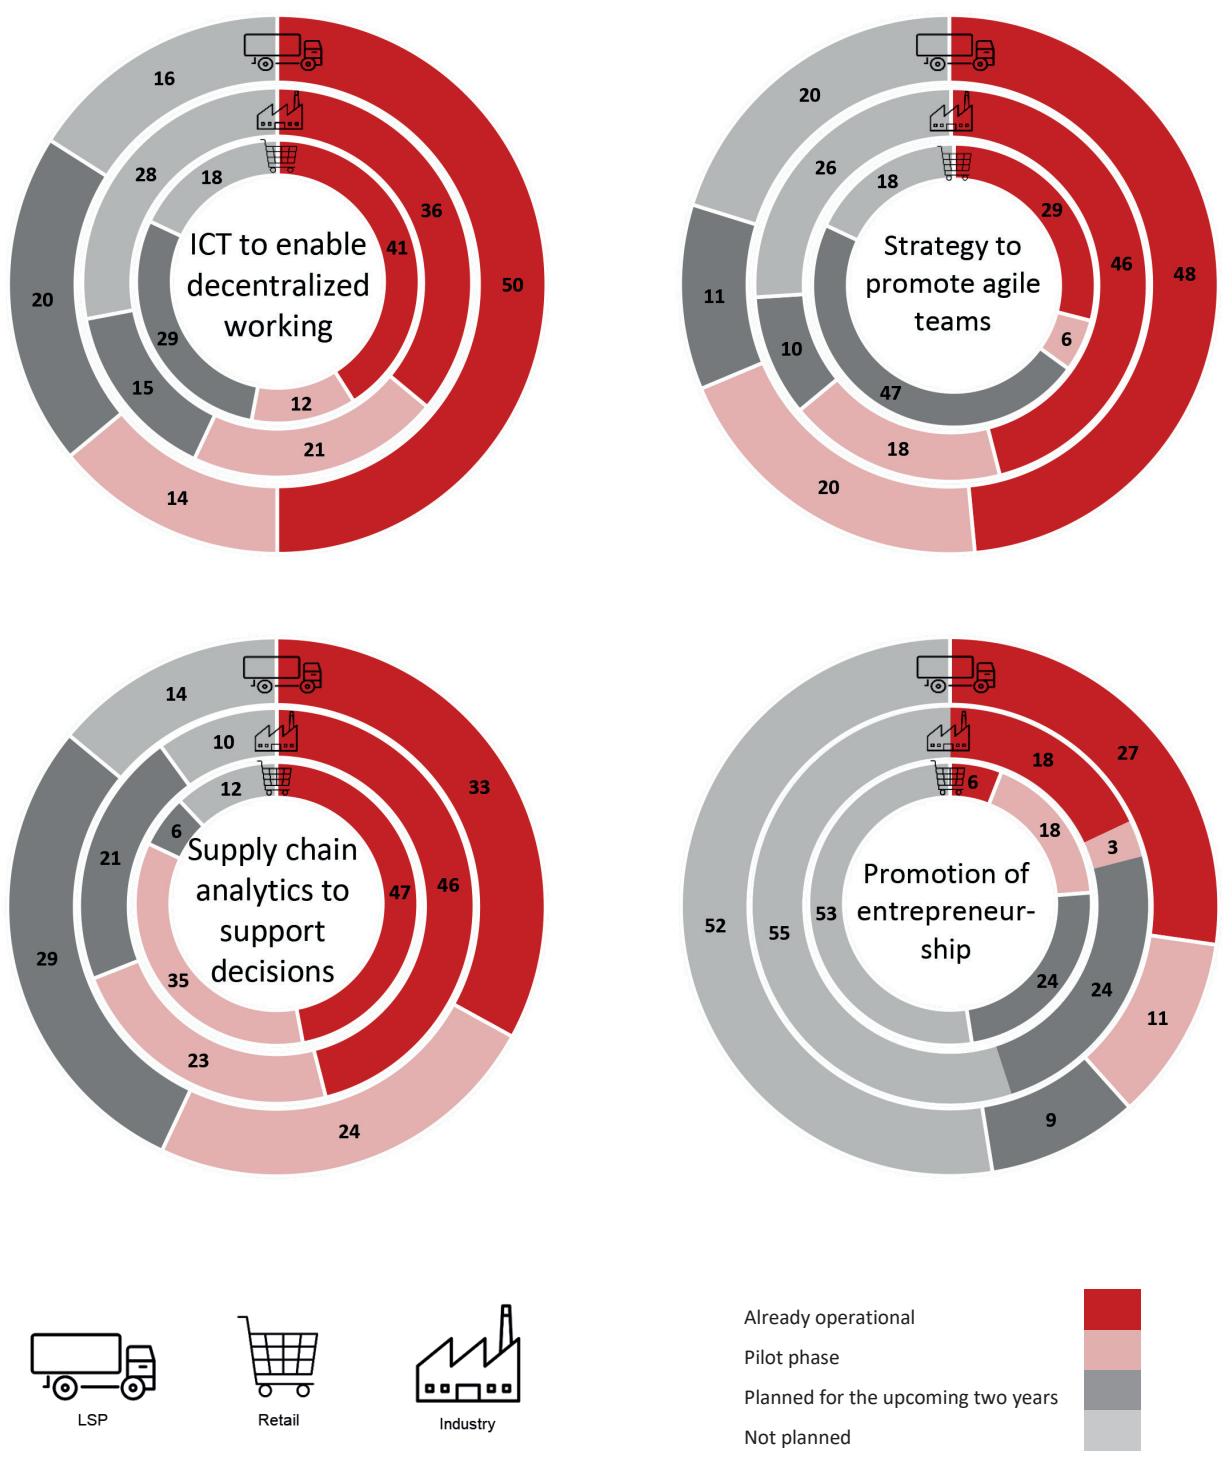 16
28
18
36
41
50
20
29
15
12
21
14
ICT to enable
decentralized
working
20
26
18
29
46
48
11
6
10
47
18
20
Strategy to
promote agile
teams
14
10
12
33
6
21
47
46
29
35
23
24
Supply chain
analytics to
support
decisions
27
18
6
18
3
53
52
55
24
24
11
9
Promotion of
entrepreneur-
ship
LSP
Retail
Industry
Already operational
Pilot phase
Planned for the upcoming two years
Not planned